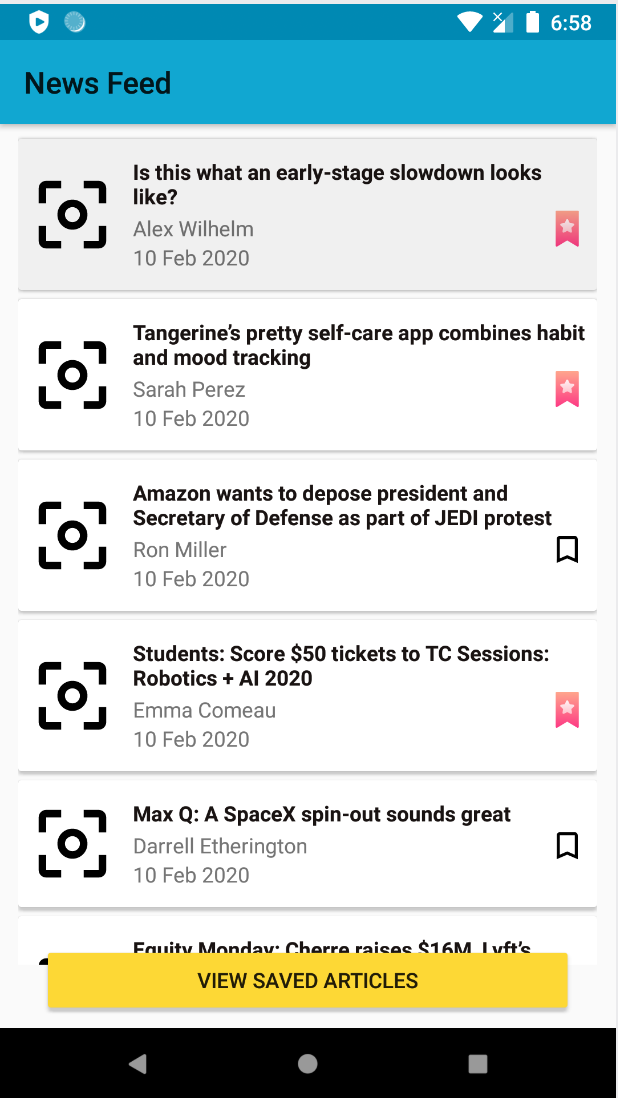 6:58
News Feed
Is this what an early-stage slowdown looks
like?
Alex Wilhelm
10 Feb 2020
Tangerine’s pretty self-care app combines habit
and mood tracking
Sarah Perez
10 Feb 2020
Amazon wants to depose president and
Secretary of Defense as part of JEDI protest
Ron Miller
10 Feb 2020
Students: Score $50 tickets to TC Sessions:
Robotics + AI 2020
Emma Comeau
10 Feb 2020
Max Q: A SpaceX spin-out sounds great
Darrell Etherington
10 Feb 2020
Equity Monday: Cherre raises $16M, Lyft’s
VIEW SAVED ARTICLES